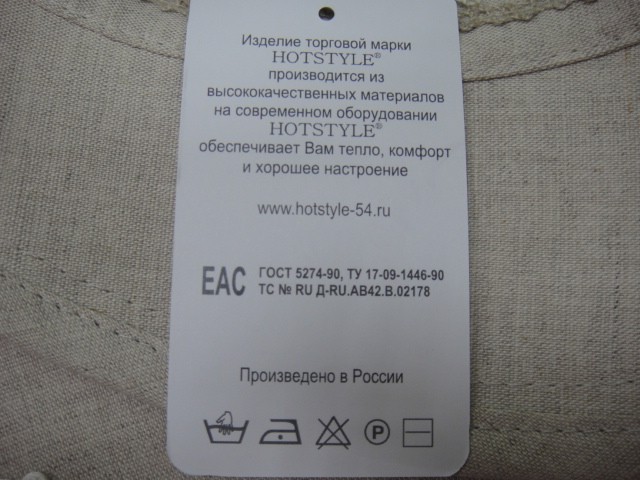 Изделие торговой марки
HOTSTYLE®
производится из
высококачественных материалов
на современном оборудовании
HOTSTYLE®
обеспечивает Вам тепло, комфорт
и хорошее настроение
www.hotstyle-54.ru
ЕАС ГОСТ 5274-90, ТУ 17-09-1446-90
ТС № RU Д-RU.АВ42.В.02178
Произведено в России
P